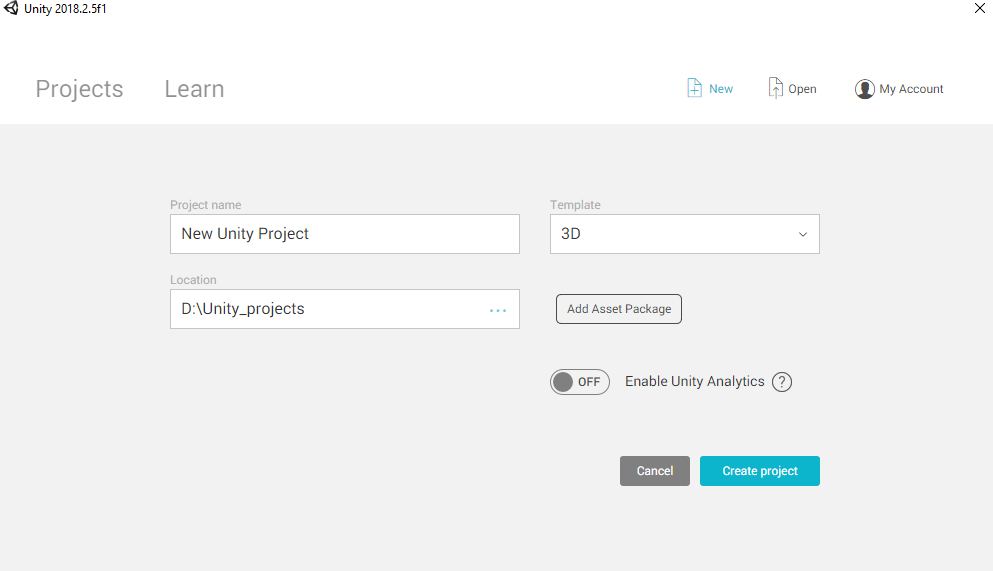 Unity 2018.2.5f1
Projects
Learn
New
Open
My Account
Project name
New Unity Project
Template
3D
Location
D:\Unity_projects
...
Add Asset Package
OFF
Enable Unity Analytics ?
Cancel
Create project